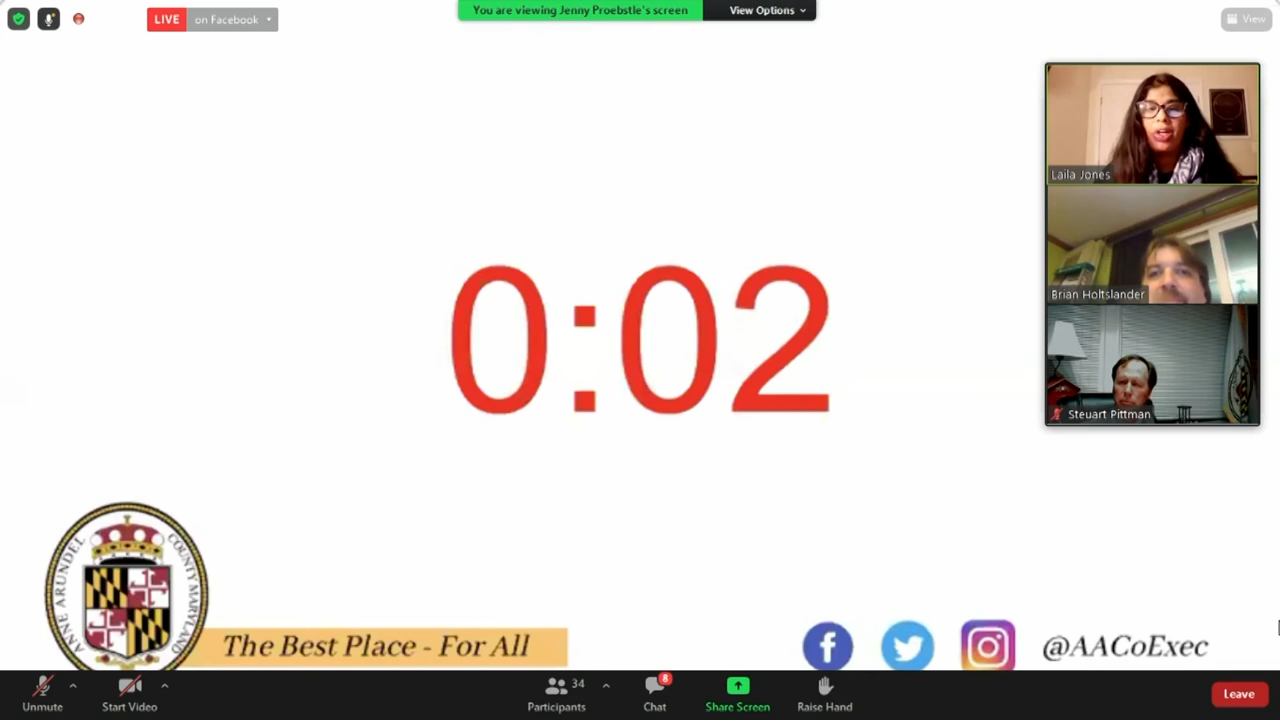 You are viewing Jenny Proebstle's screen
View Options
LIVE
on Facebook
View
Laila Jones
Brian Holtslander
Steuart Pittman
0:02
ANNE ARUNDEL COUNTY MARYLAND
The Best Place - For All
@AACoExec
Unmute
Start Video
34
Participants
8
Chat
Share Screen
Raise Hand
Leave